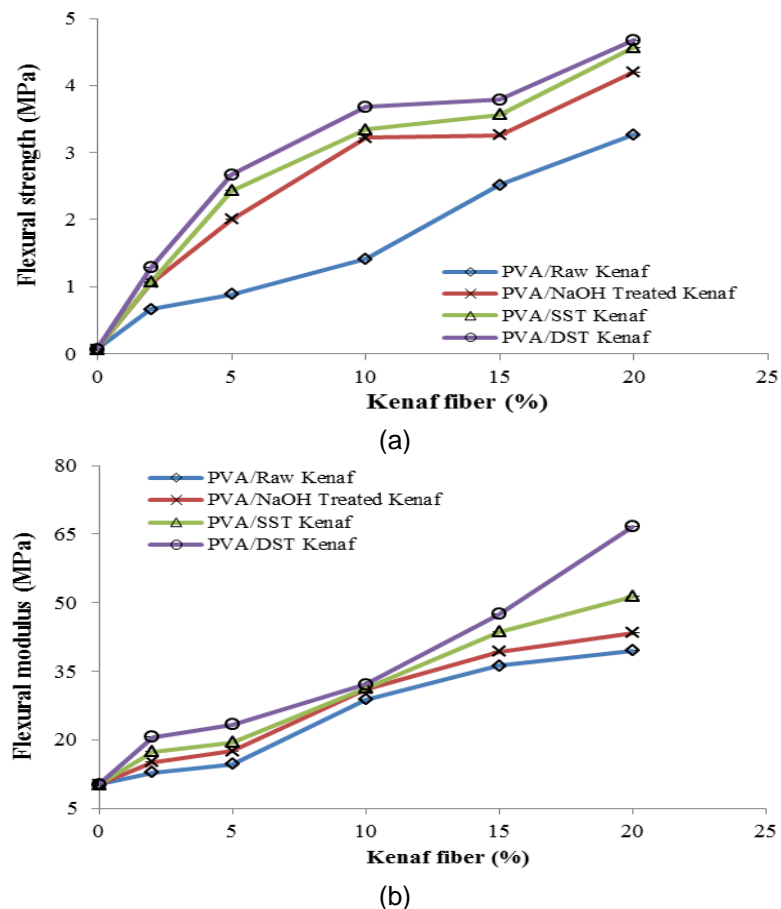 5
4
3
2
1
0
Flexural strength (MPa)
PVA/Raw Kenaf
PVA/NaOH Treated Kenaf
PVA/SST Kenaf
PVA/DST Kenaf
0 5 10 15 20 25
Kenaf fiber (%)
(a)
80
65
50
35
20
5
Flexural modulus (MPa)
PVA/Raw Kenaf
PVA/NaOH Treated Kenaf
PVA/SST Kenaf
PVA/DST Kenaf
0 5 10 15 20 25
Kenaf fiber (%)
(b)